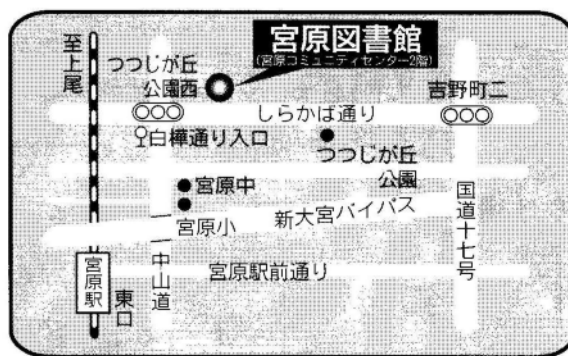 宮原図書館
(宮原コミュニティセンター2階)
至上尾
つつじが丘
公園西
吉野町二
しらかば通り
白樺通り入口
つつじが丘
公園
宮原中
宮原小
新大宮バイパス
国道十七号
中山道
宮原駅前通り
宮原駅
東口